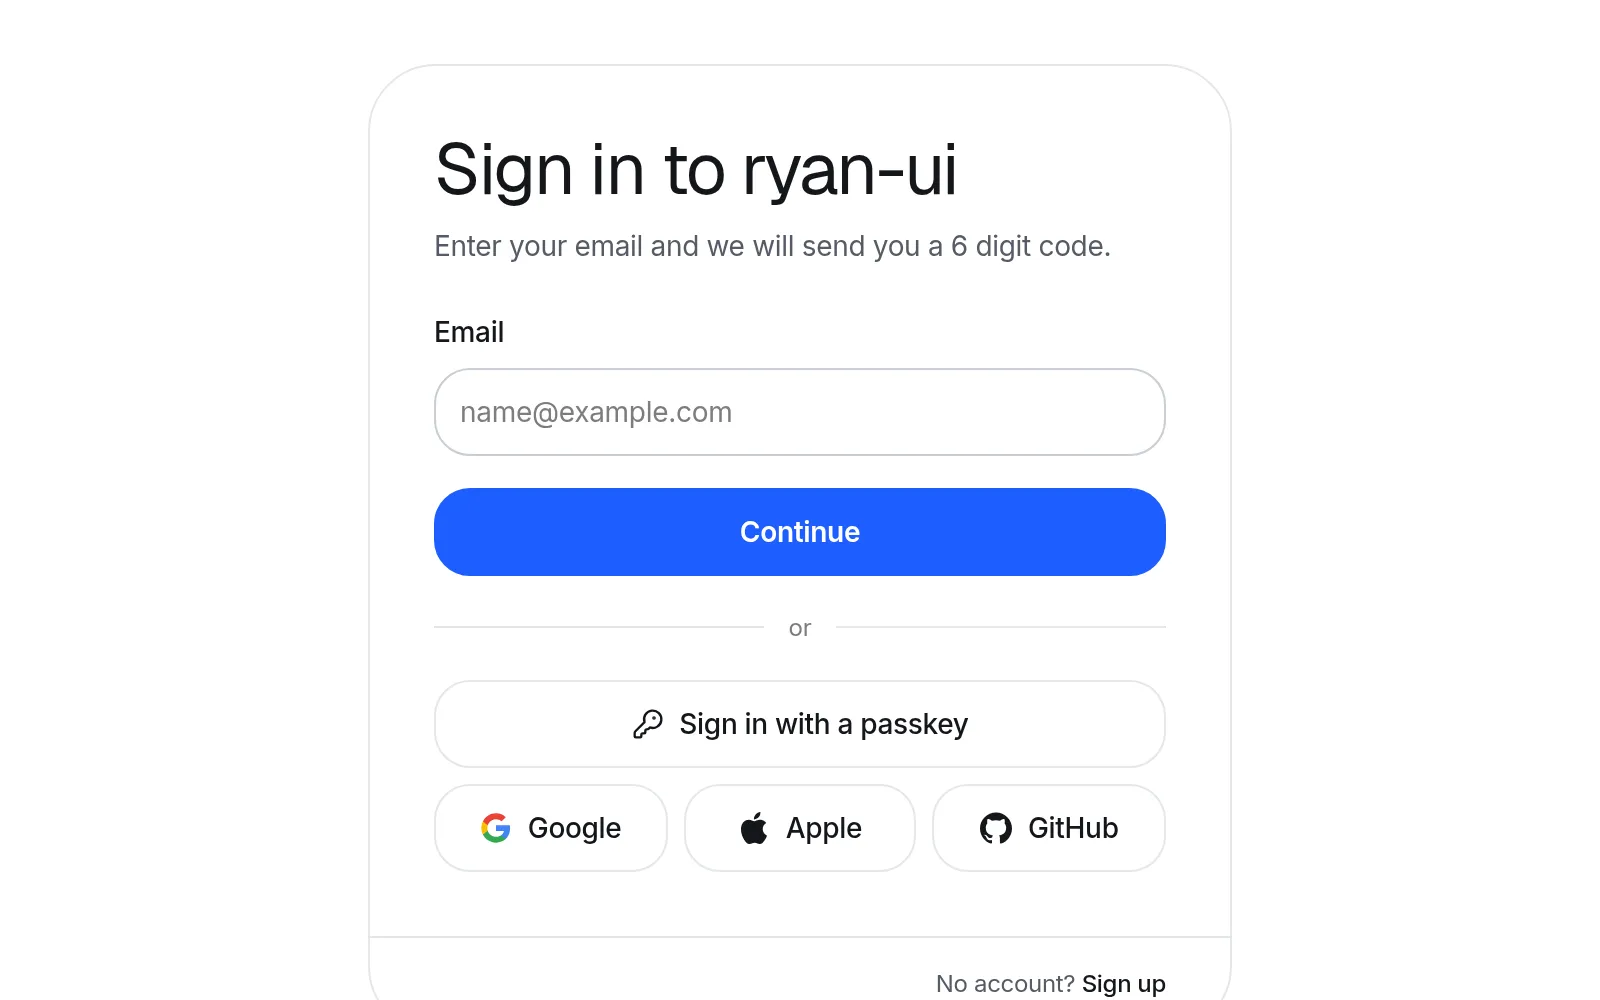 Sign in to ryan-ui
Enter your email and we will send you a 6 digit code.
Email
name@example.com
Continue
or
Sign in with a passkey
Google
Apple
GitHub
No account? Sign up